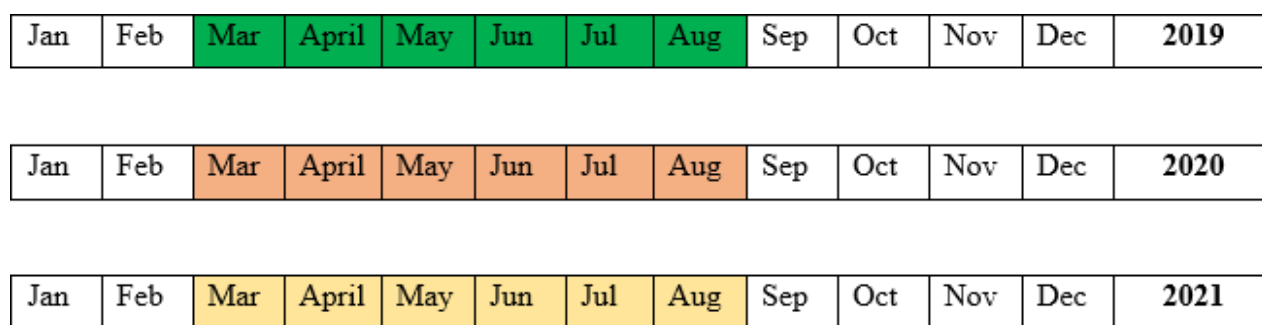 Jan Feb Mar April May Jun Jul Aug Sep Oct Nov Dec 2019
Jan Feb Mar April May Jun Jul Aug Sep Oct Nov Dec 2020
Jan Feb Mar April May Jun Jul Aug Sep Oct Nov Dec 2021